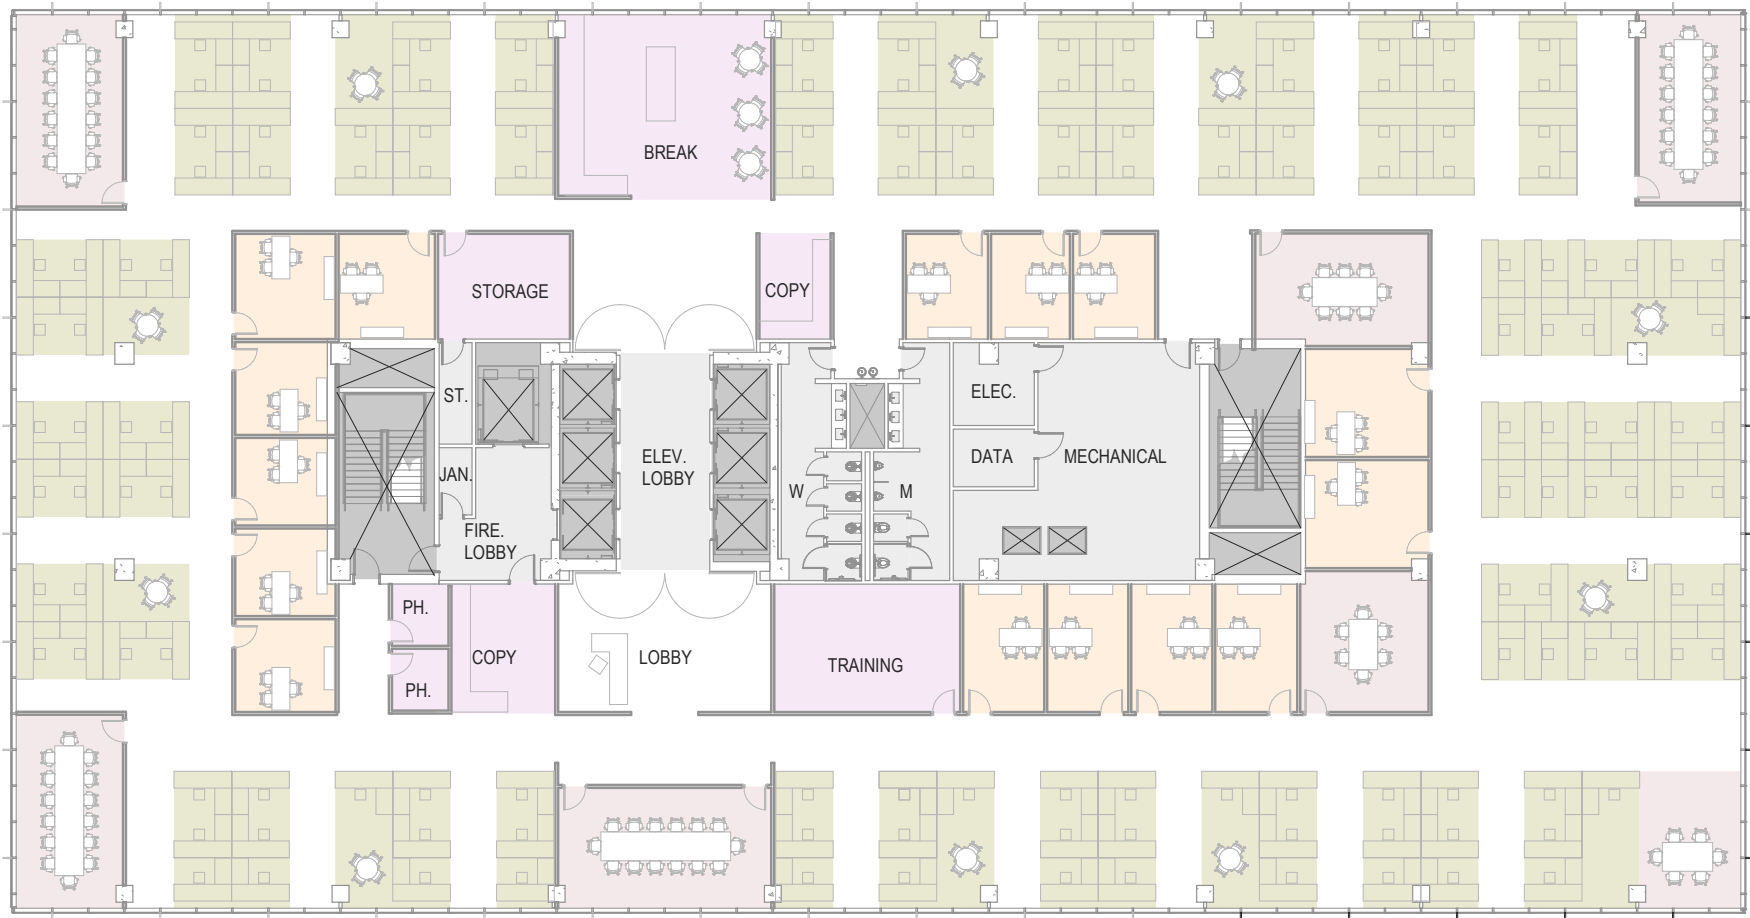 BREAK
STORAGE
COPY
ST.
ELEC.
ELEV.
LOBBY
DATA
MECHANICAL
JAN.
W
M
FIRE.
LOBBY
PH.
COPY
LOBBY
TRAINING
PH.